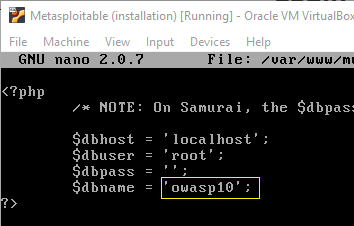 Metasploitable (installation) [Running] - Oracle VM VirtualBox
File Machine View Input Devices Help
GNU nano 2.0.7 File: /var/www/mu
<?php
/* NOTE: On Samurai, the $dbpass
$dbhost = 'localhost';
$dbuser = 'root';
$dbpass = '';
$dbname = 'owasp10';
?>